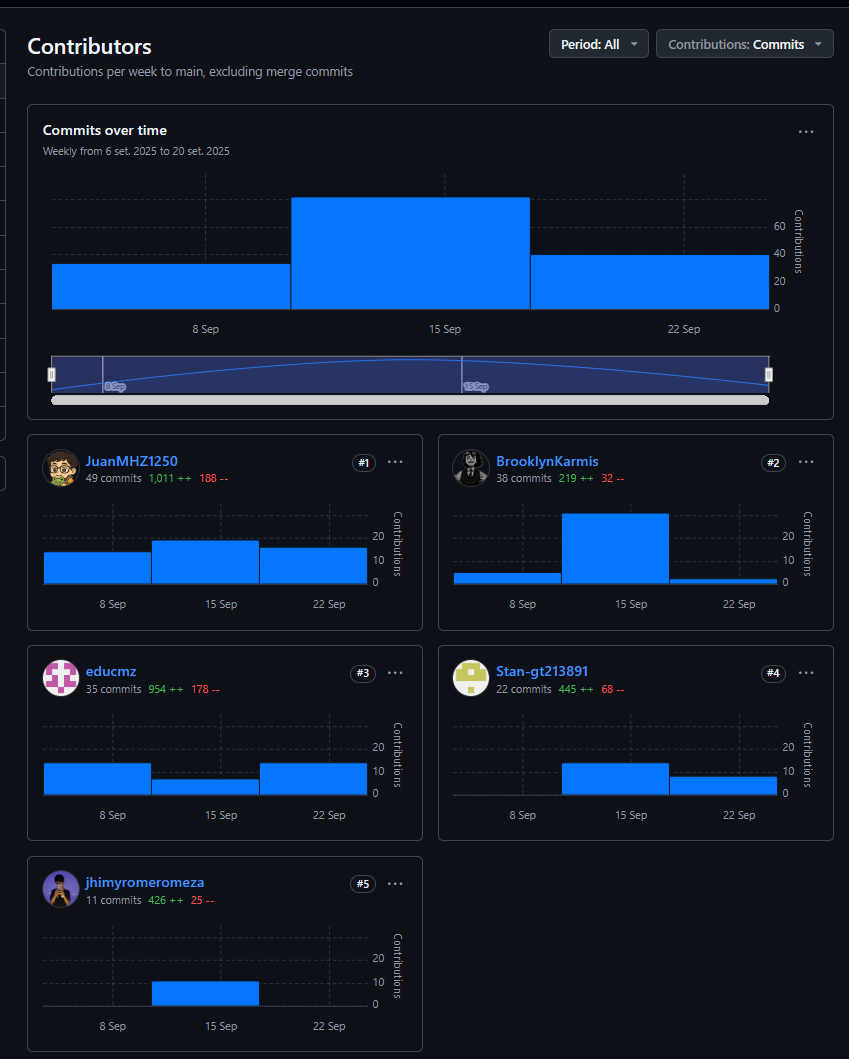 Contributors
Period: All
Contributions: Commits
Contributions per week to main, excluding merge commits
Commits over time
Weekly from 6 set. 2025 to 20 set. 2025
60
40
20
0
Contributions
8 Sep
15 Sep
22 Sep
8 Sep
15 Sep
JuanMHZ1250
#1
49 commits 1,011 ++ 188 --
20
10
0
Contributions
8 Sep
15 Sep
22 Sep
BrooklynKarmis
#2
38 commits 219 ++ 32 --
20
10
0
Contributions
8 Sep
15 Sep
22 Sep
educmz
#3
35 commits 954 ++ 178 --
20
10
0
Contributions
8 Sep
15 Sep
22 Sep
Stan-gt213891
#4
22 commits 445 ++ 68 --
20
10
0
Contributions
8 Sep
15 Sep
22 Sep
jhimyromeromeza
#5
11 commits 426 ++ 25 --
20
10
0
Contributions
8 Sep
15 Sep
22 Sep